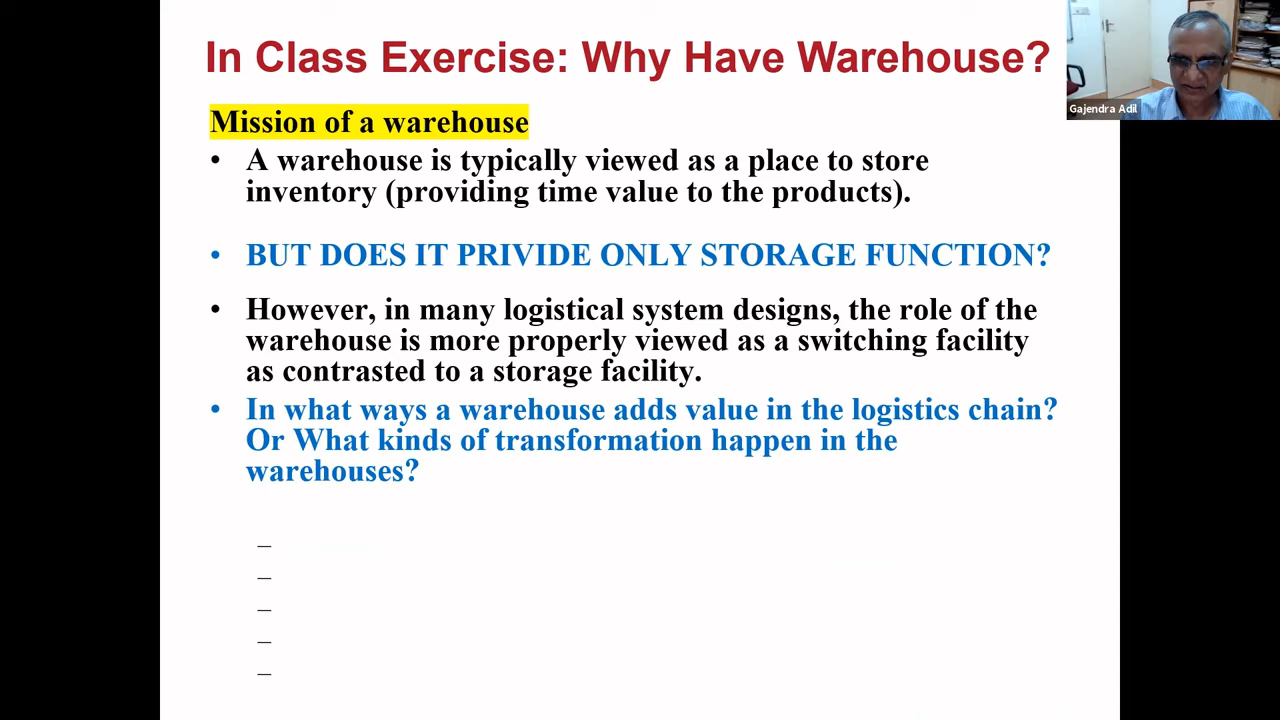 In Class Exercise: Why Have Warehouse?
Gajendra Adil
Mission of a warehouse
• A warehouse is typically viewed as a place to store
inventory (providing time value to the products).
• BUT DOES IT PRIVIDE ONLY STORAGE FUNCTION?
• However, in many logistical system designs, the role of the
warehouse is more properly viewed as a switching facility
as contrasted to a storage facility.
• In what ways a warehouse adds value in the logistics chain?
Or What kinds of transformation happen in the
warehouses?
–
–
–
–
–